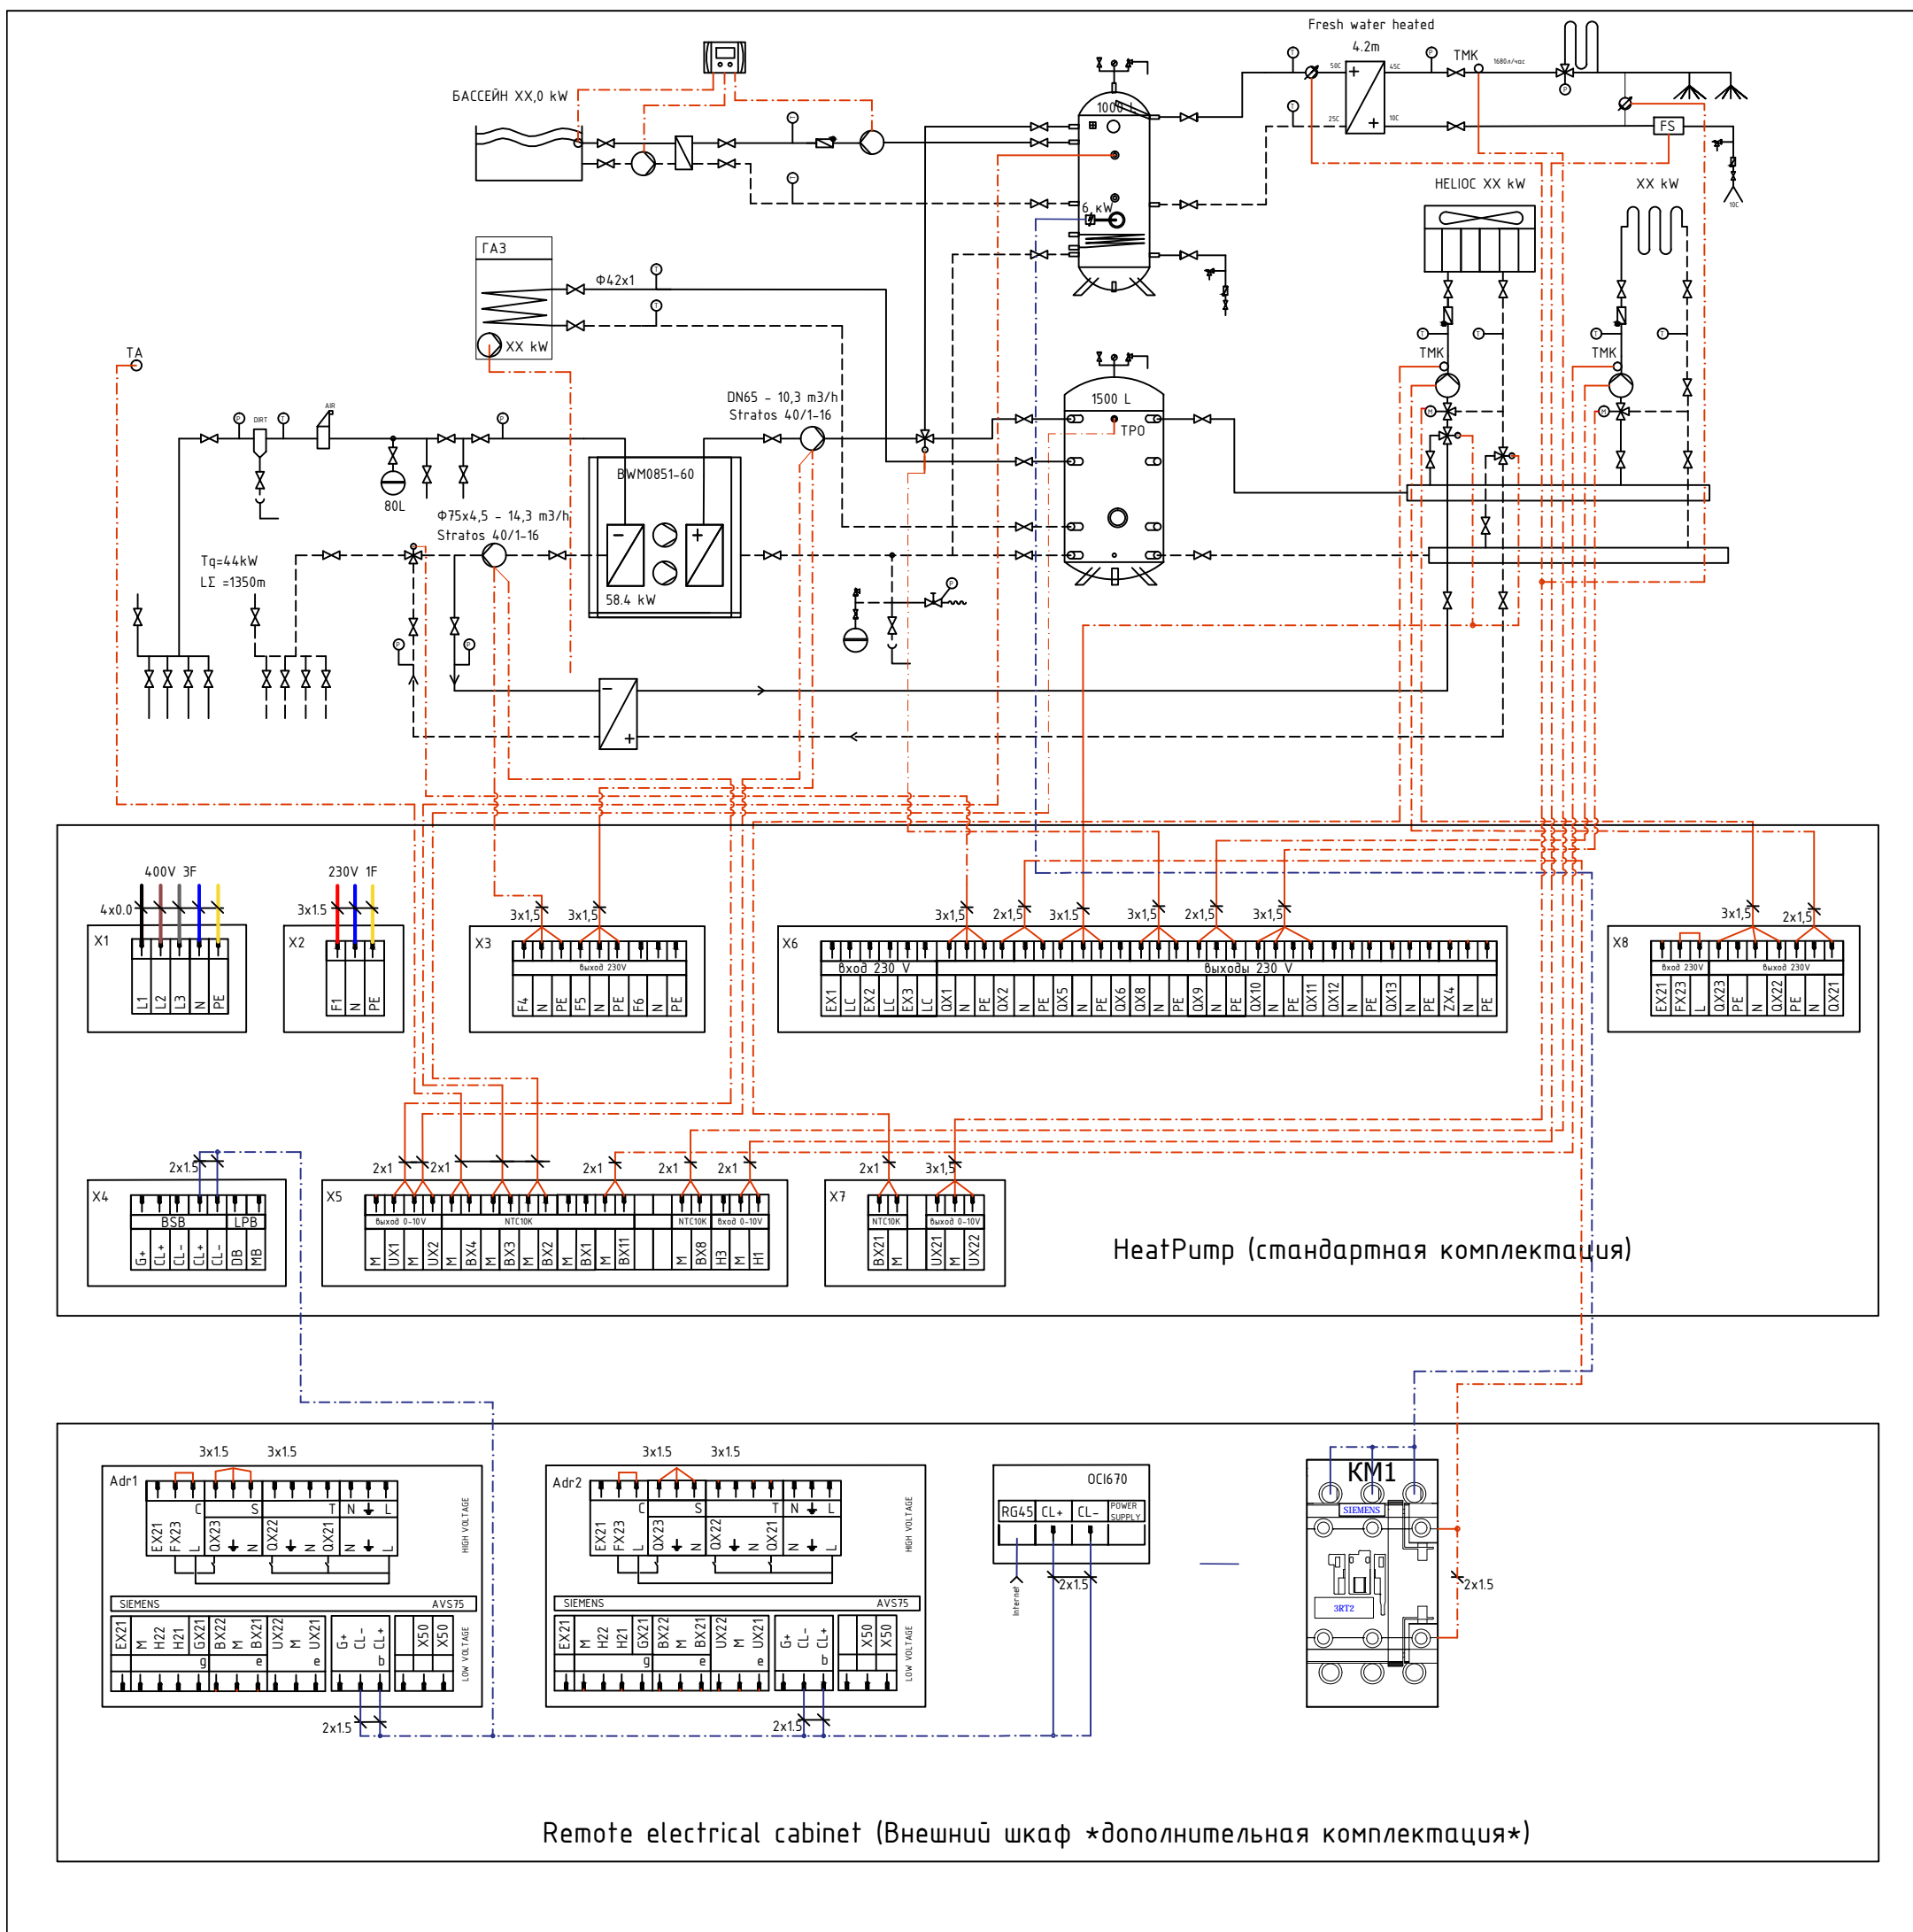 Fresh water heated
4.2m
ТМК
1680л/час
50C
45C
25C
10C
FS
10C
БАССЕЙН XX,0 kW
1000 L
6 кW
HELIOC XX kW
XX kW
ГАЗ
Ф42x1
XX kW
TA
ТМК
ТМК
DN65 - 10,3 m3/h
Stratos 40/1-16
1500 L
TPO
DIRT
AIR
80L
BWM0851-60
58.4 kW
Ф75x4,5 - 14,3 m3/h
Stratos 40/1-16
Tq=44kW
LΣ =1350m
400V 3F
4x0.0
X1
L1
L2
L3
N
PE
230V 1F
3x1.5
X2
F1
N
PE
3x1,5
3x1,5
X3
выход 230V
F4
N
PE
F5
N
PE
F6
N
PE
3x1,5
2x1,5
3x1.5
3x1,5
2x1,5
3x1,5
X6
вход 230 V
выходы 230 V
EX1
LC
EX2
LC
EX3
LC
QX1
N
PE
QX2
N
PE
QX5
N
PE
QX6
QX8
N
PE
QX9
N
PE
QX10
N
PE
QX11
QX12
N
PE
QX13
N
PE
ZX4
N
PE
3x1,5
2x1,5
X8
вход 230V
выход 230V
EX21
FX23
L
QX23
PE
N
QX22
PE
N
QX21
2x1.5
X4
BSB
LPB
G+
CL+
CL-
CL+
CL-
DB
MB
2x1
2x1
2x1
2x1
2x1
X5
выход 0-10V
NTC10K
NTC10K
вход 0-10V
M
UX1
M
UX2
M
BX4
M
BX3
M
BX2
M
BX1
M
BX11
M
BX8
H3
M
H1
2x1
3x1,5
X7
NTC10K
выход 0-10V
BX21
M
UX21
M
UX22
HeatPump (стандартная комплектация)
3x1.5
3x1.5
Adr1
C
S
T
N
L
EX21
FX23
L
QX23
N
QX22
N
QX21
N
L
HIGH VOLTAGE
SIEMENS
AVS75
EX21
M
H22
H21
GX21
BX22
M
BX21
UX22
M
UX21
G+
CL-
CL+
X50
X50
g
e
e
b
LOW VOLTAGE
2x1.5
3x1.5
3x1.5
Adr2
C
S
T
N
L
EX21
FX23
L
QX23
N
QX22
N
QX21
N
L
HIGH VOLTAGE
SIEMENS
AVS75
EX21
M
H22
H21
GX21
BX22
M
BX21
UX22
M
UX21
G+
CL-
CL+
X50
X50
g
e
e
b
LOW VOLTAGE
2x1.5
OCI670
RG45
CL+
CL-
POWER
SUPPLY
2x1.5
Internet
KM1
SIEMENS
3RT2
2x1.5
Remote electrical cabinet (Внешний шкаф *дополнительная комплектация*)